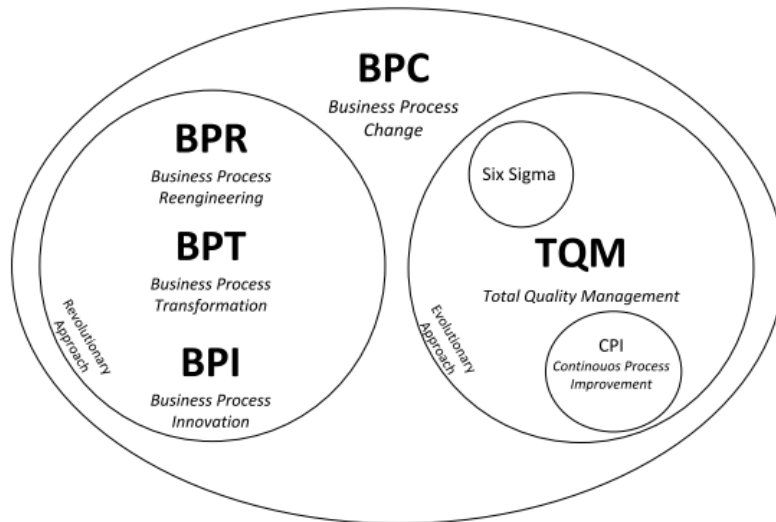 BPC
Business Process
Change
BPR
Business Process
Reengineering
BPT
Business Process
Transformation
BPI
Business Process
Innovation
Revolutionary
Approach
Six Sigma
TQM
Total Quality Management
CPI
Continouos Process
Improvement
Evolutionary
Approach